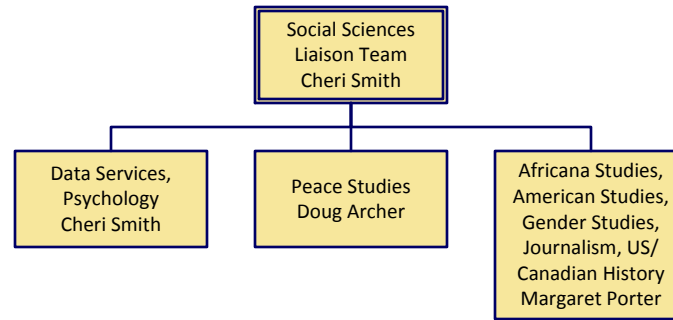 Social Sciences
Liaison Team
Cheri Smith
Data Services,
Psychology
Cheri Smith
Peace Studies
Doug Archer
Africana Studies,
American Studies,
Gender Studies,
Journalism, US/
Canadian History
Margaret Porter